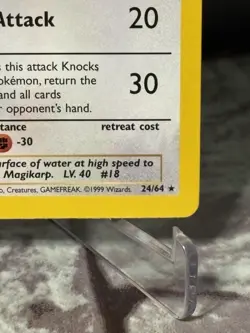 Attack 20
this attack Knocks
okémon, return the
and all cards
opponent's hand. 30
tance retreat cost
-30
urface of water at high speed to
Magikarp. LV. 40 #18
Creatures, GAMEFREAK. ©1999 Wizards. 24/64 ★